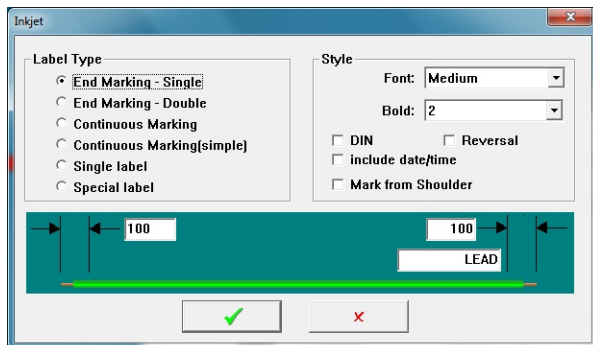 Inkjet
Label Type
End Marking - Single
End Marking - Double
Continuous Marking
Continuous Marking(simple)
Single label
Special label
Style
Font: Medium
Bold: 2
DIN Reversal
include date/time
Mark from Shoulder
100 100
LEAD